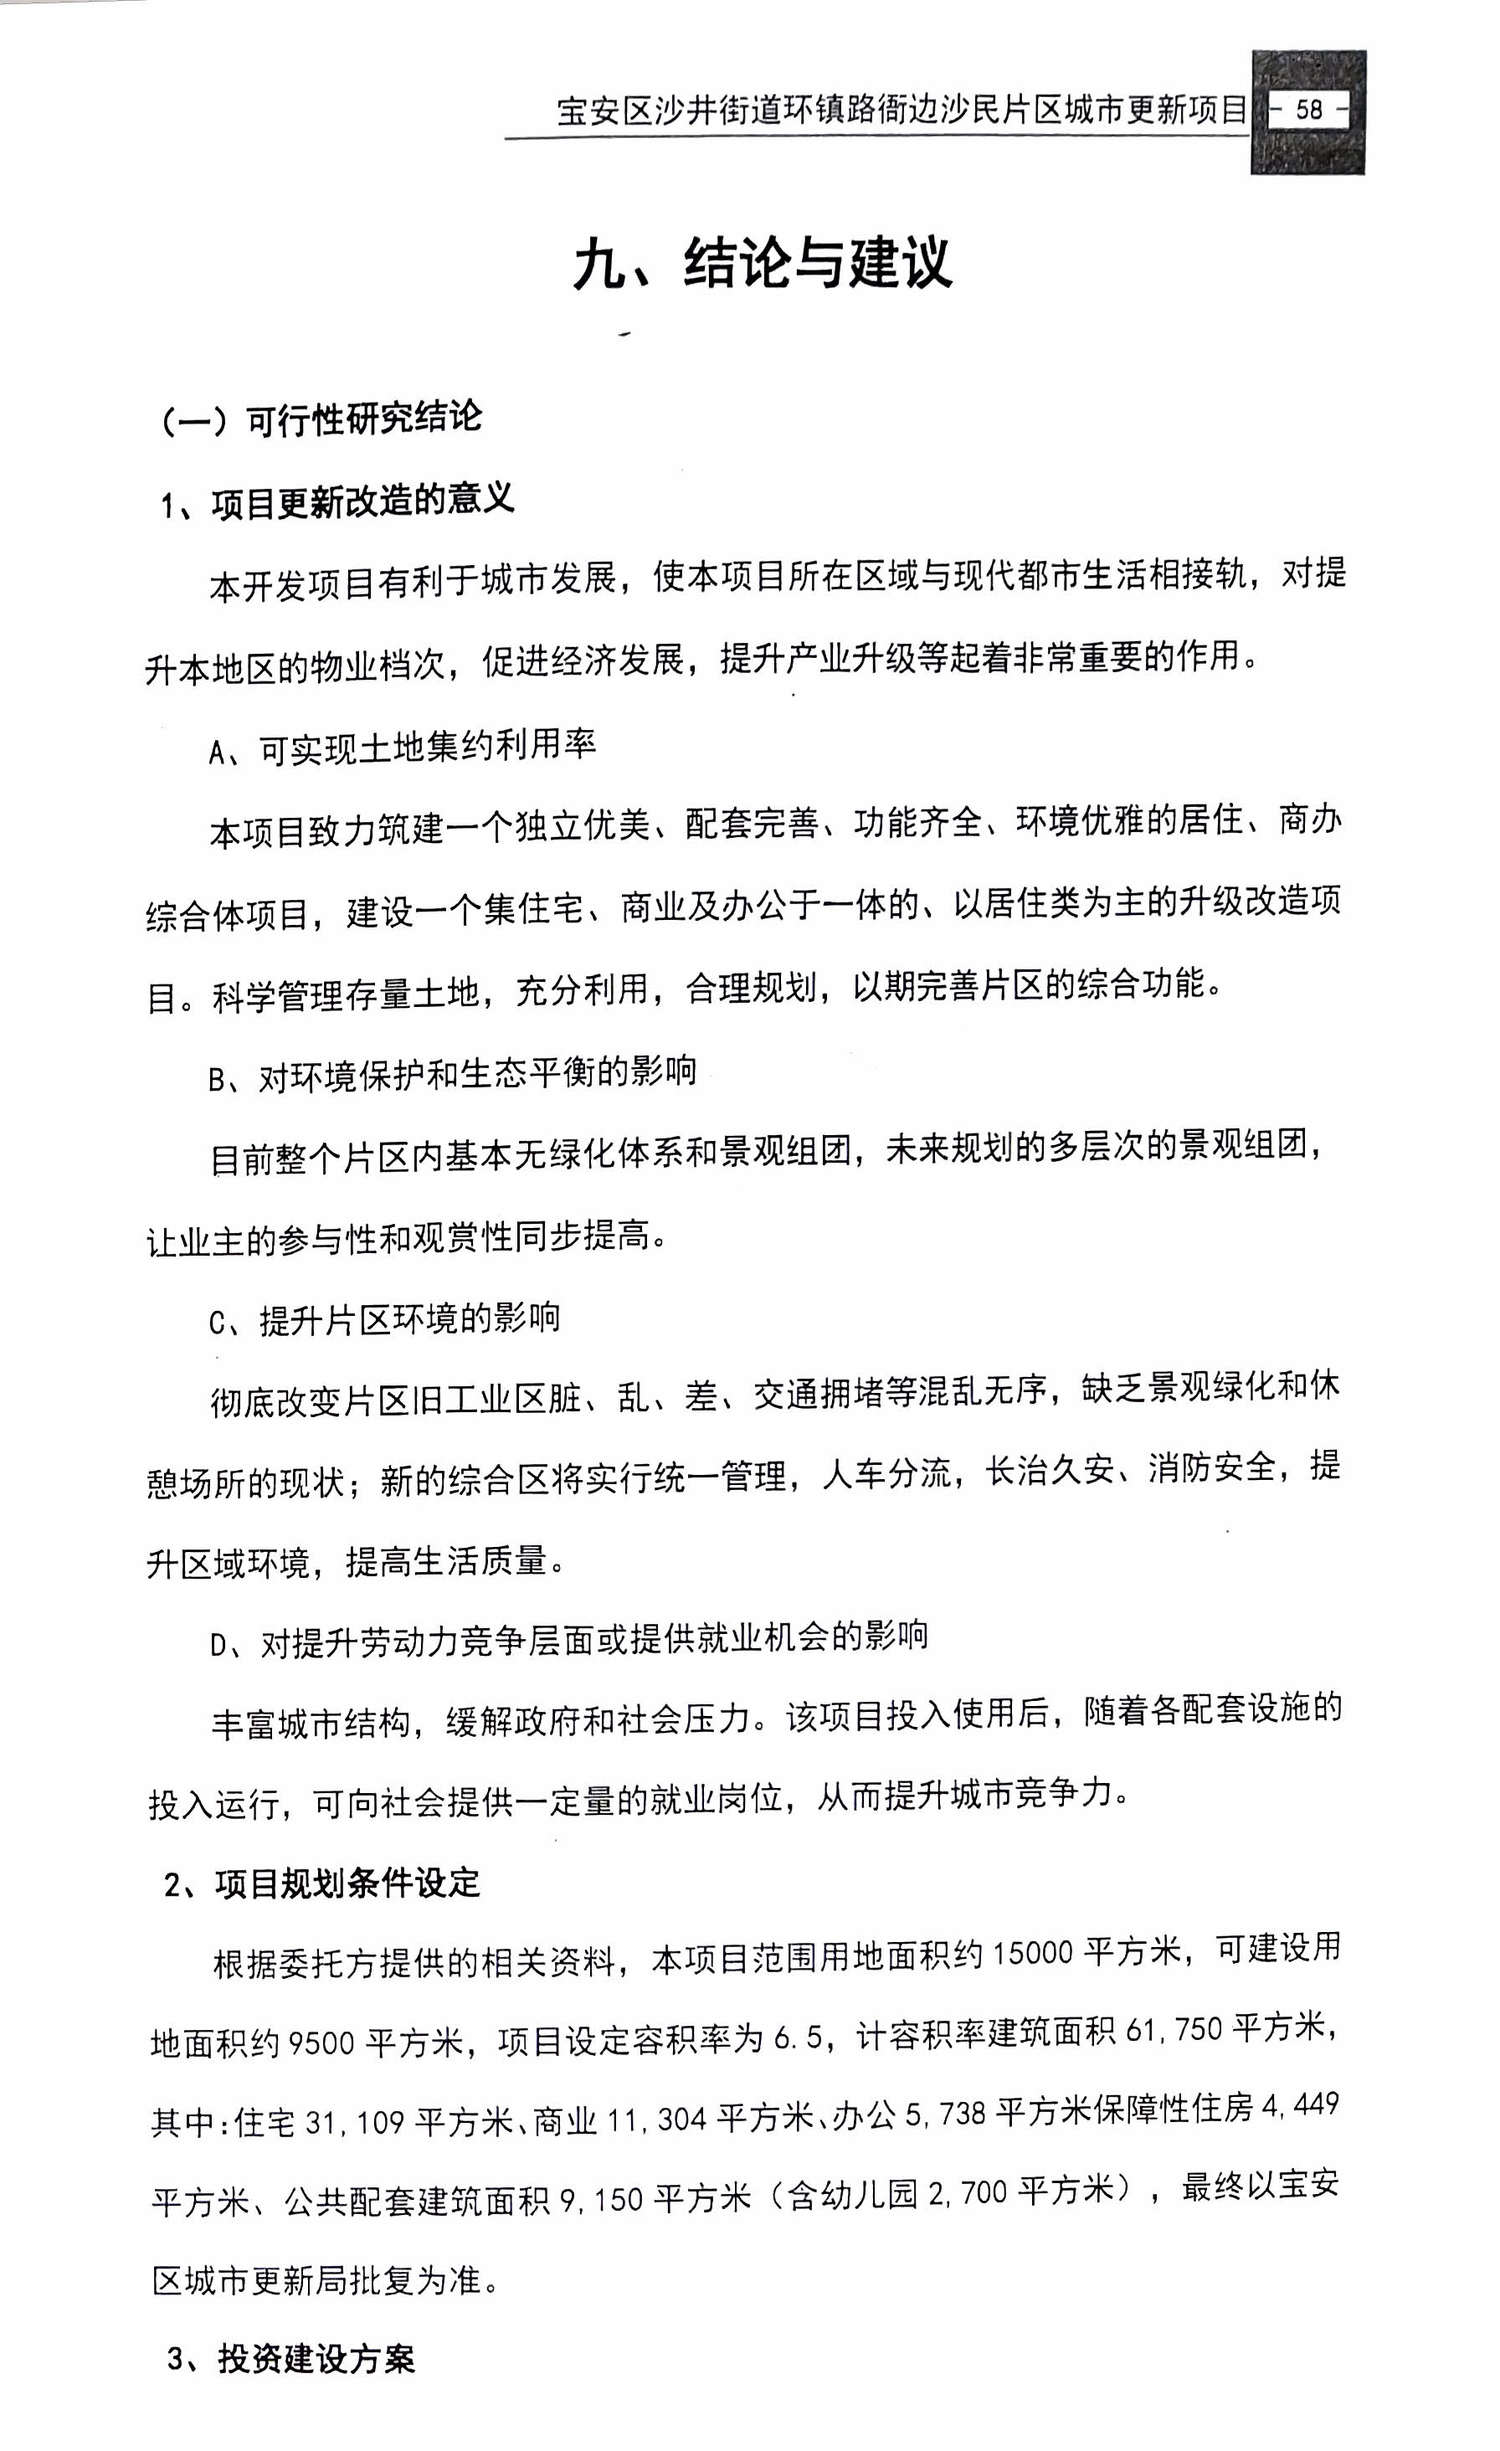 宝安区沙井街道环镇路衙边沙民片区城市更新项目 - 58 -
九、结论与建议
（一）可行性研究结论
1、项目更新改造的意义
本开发项目有利于城市发展，使本项目所在区域与现代都市生活相接轨，对提
升本地区的物业档次，促进经济发展，提升产业升级等起着非常重要的作用。
A、可实现土地集约利用率
本项目致力筑建一个独立优美、配套完善、功能齐全、环境优雅的居住、商办
综合体项目，建设一个集住宅、商业及办公于一体的、以居住类为主的升级改造项
目。科学管理存量土地，充分利用，合理规划，以期完善片区的综合功能。
B、对环境保护和生态平衡的影响
目前整个片区内基本无绿化体系和景观组团，未来规划的多层次的景观组团，
让业主的参与性和观赏性同步提高。
C、提升片区环境的影响
彻底改变片区旧工业区脏、乱、差、交通拥堵等混乱无序，缺乏景观绿化和休
憩场所的现状；新的综合区将实行统一管理，人车分流，长治久安、消防安全，提
升区域环境，提高生活质量。
D、对提升劳动力竞争层面或提供就业机会的影响
丰富城市结构，缓解政府和社会压力。该项目投入使用后，随着各配套设施的
投入运行，可向社会提供一定量的就业岗位，从而提升城市竞争力。
2、项目规划条件设定
根据委托方提供的相关资料，本项目范围用地面积约 15000 平方米，可建设用
地面积约 9500 平方米，项目设定容积率为 6.5，计容积率建筑面积 61,750 平方米，
其中：住宅 31,109 平方米、商业 11,304 平方米、办公 5,738 平方米保障性住房 4,449
平方米、公共配套建筑面积 9,150 平方米（含幼儿园 2,700 平方米），最终以宝安
区城市更新局批复为准。
3、投资建设方案